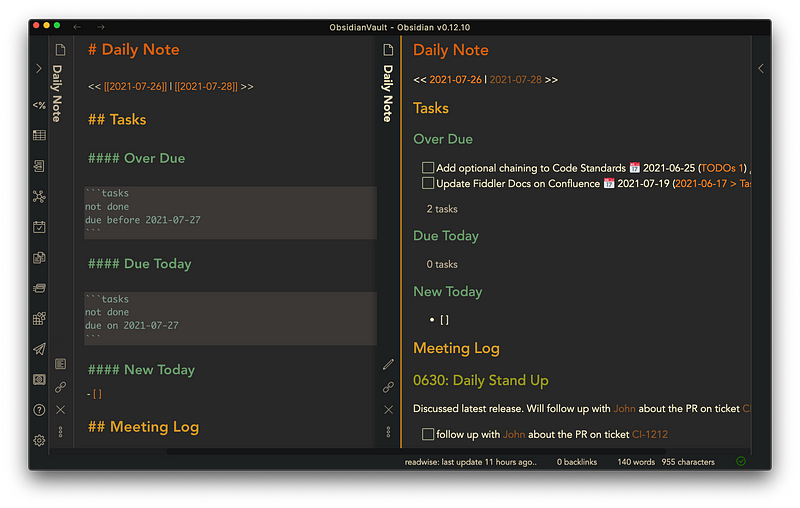 ObsidianVault - Obsidian v0.12.10
Daily Note
# Daily Note
<< [[2021-07-26]] | [[2021-07-28]] >>
## Tasks
#### Over Due
```tasks
not done
due before 2021-07-27
```
#### Due Today
```tasks
not done
due on 2021-07-27
```
#### New Today
- [ ]
## Meeting Log
Daily Note
Daily Note
<< 2021-07-26 | 2021-07-28 >>
Tasks
Over Due
Add optional chaining to Code Standards 📅 2021-06-25 (TODOs 1)
Update Fiddler Docs on Confluence 📅 2021-07-19 (2021-06-17 > Tas
2 tasks
Due Today
0 tasks
New Today
• [ ]
Meeting Log
0630: Daily Stand Up
Discussed latest release. Will follow up with John about the PR on ticket CI
follow up with John about the PR on ticket CI-1212
readwise: last update 11 hours ago.. 0 backlinks 140 words 955 characters